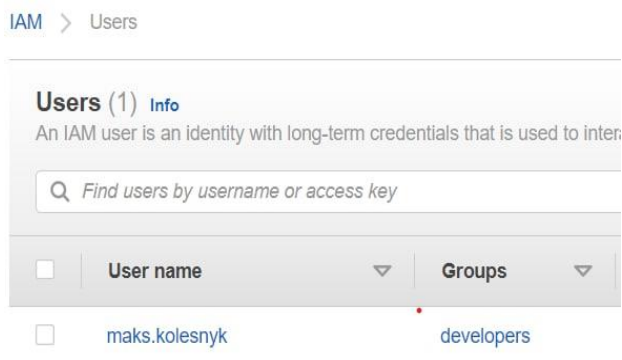 IAM > Users
Users (1) Info
An IAM user is an identity with long-term credentials that is used to
Find users by username or access key
User name Groups
maks.kolesnyk developers